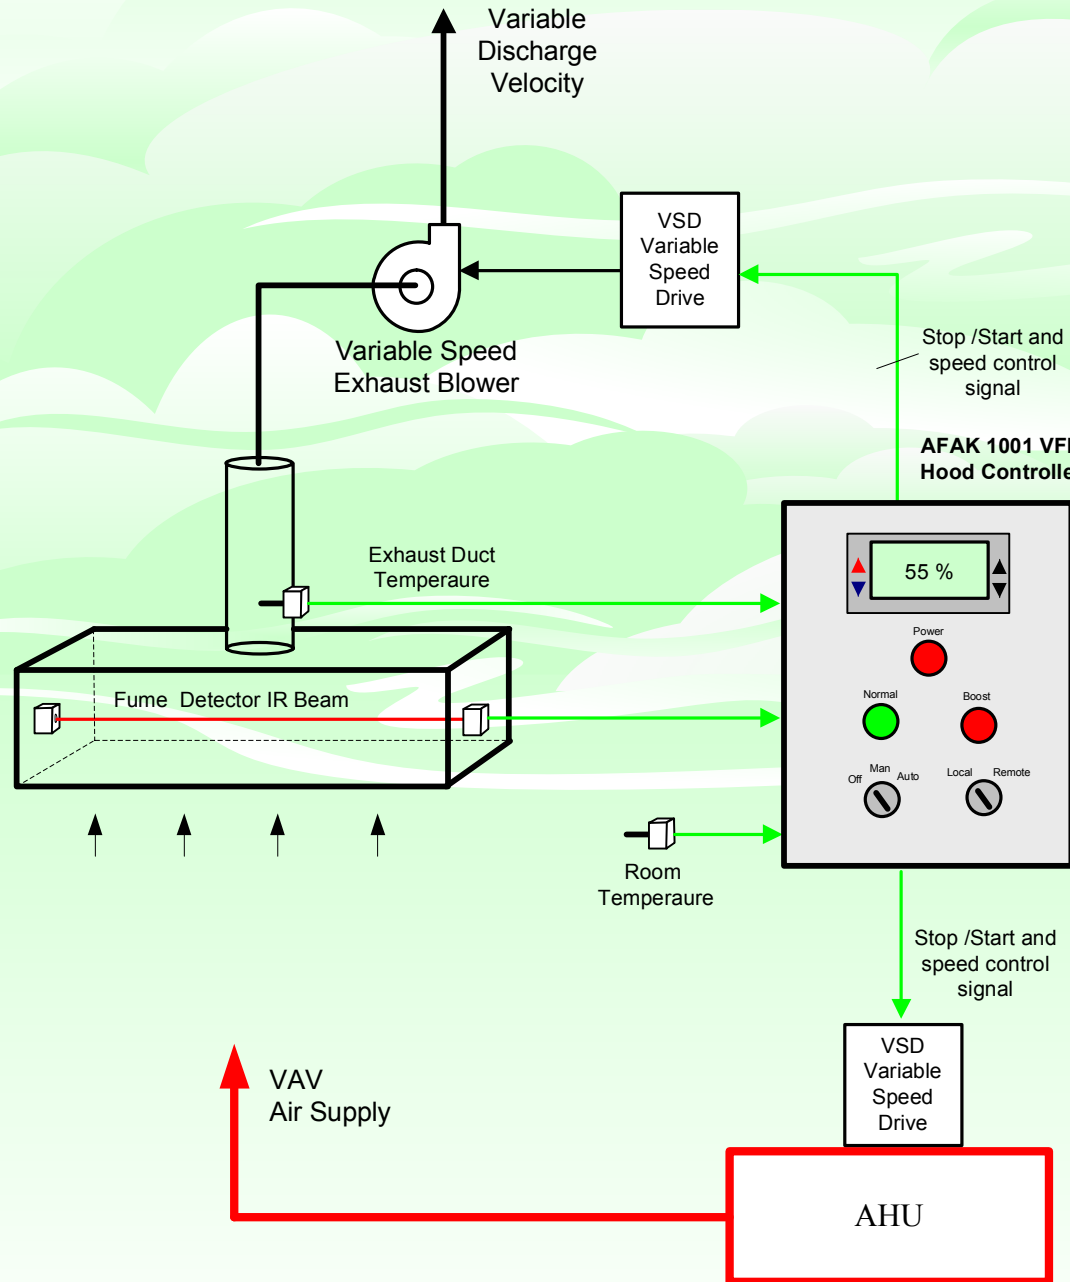 Variable
Discharge
Velocity
VSD
Variable
Speed
Drive
Variable Speed
Exhaust Blower
Stop /Start and
speed control
signal
AFAK 1001 VF
Hood Controlle
Exhaust Duct
Temperaure
55 %
Power
Normal
Boost
Off
Man
Auto
Local
Remote
Fume Detector IR Beam
Room
Temperaure
Stop /Start and
speed control
signal
VSD
Variable
Speed
Drive
VAV
Air Supply
AHU